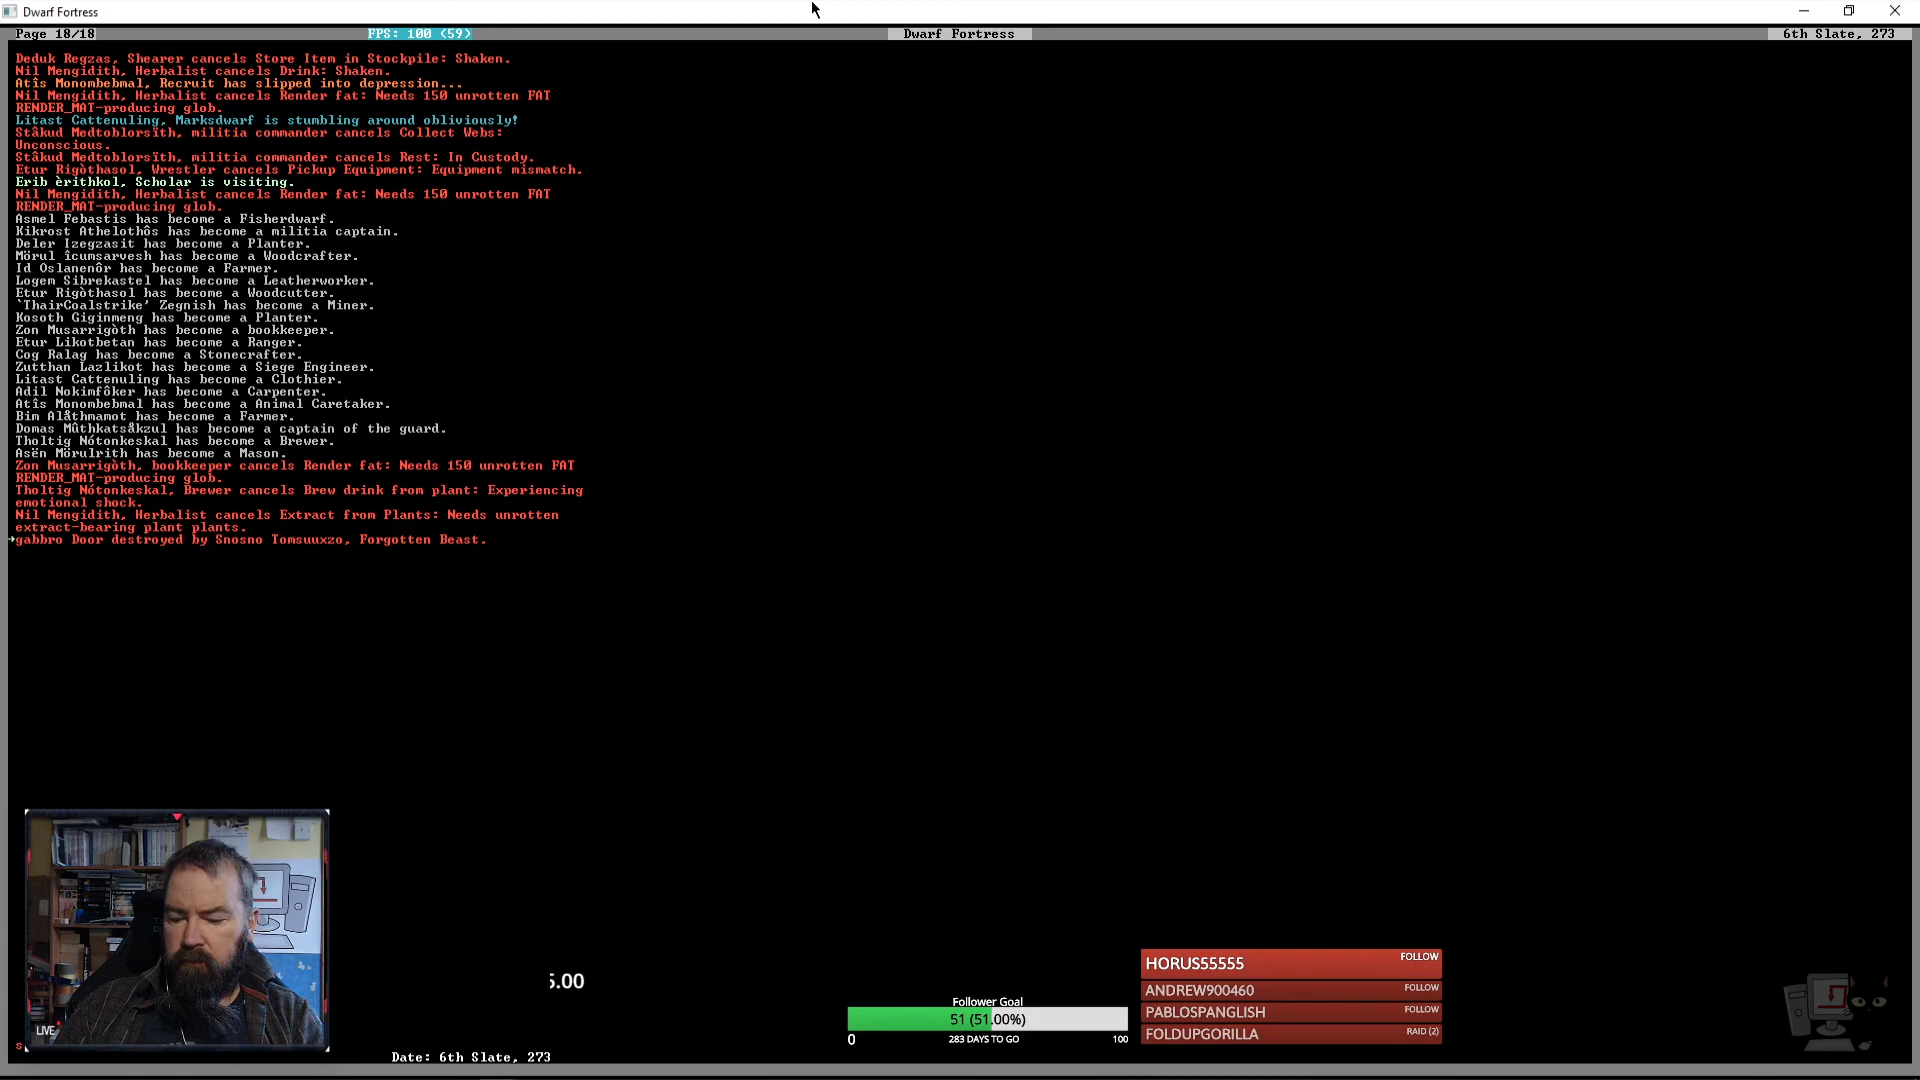 Dwarf Fortress
Page 18/18
FPS: 100 (59)
Dwarf Fortress
6th Slate, 273
Deduk Regzas, Shearer cancels Store Item in Stockpile: Shaken.
Nil Mengidith, Herbalist cancels Drink: Shaken.
Atîs Monombebmal, Recruit has slipped into depression...
Nil Mengidith, Herbalist cancels Render fat: Needs 150 unrotten FAT
RENDER_MAT-producing glob.
Litast Cattenuling, Marksdwarf is stumbling around obliviously!
Stâkud Medtoblorsïth, militia commander cancels Collect Webs:
Unconscious.
Stâkud Medtoblorsïth, militia commander cancels Rest: In Custody.
Etur Rigòthasol, Wrestler cancels Pickup Equipment: Equipment mismatch.
Erib èrithkol, Scholar is visiting.
Nil Mengidith, Herbalist cancels Render fat: Needs 150 unrotten FAT
RENDER_MAT-producing glob.
Asmel Febastis has become a Fisherdwarf.
Kikrost Athelothôs has become a militia captain.
Deler Izegzasit has become a Planter.
Mörul îcumsarvesh has become a Woodcrafter.
Id Oslanenôr has become a Farmer.
Logem Sibrekastel has become a Leatherworker.
Etur Rigòthasol has become a Woodcutter.
`ThairCoalstrike' Zegnish has become a Miner.
Kosoth Giginmeng has become a Planter.
Zon Musarrigòth has become a bookkeeper.
Etur Likotbetan has become a Ranger.
Cog Ralag has become a Stonecrafter.
Zutthan Lazlikot has become a Siege Engineer.
Litast Cattenuling has become a Clothier.
Adil Nokimfôker has become a Carpenter.
Atîs Monombebmal has become a Animal Caretaker.
Bim Alåthmamot has become a Farmer.
Domas Mûthkatsåkzul has become a captain of the guard.
Tholtig Nótonkeskal has become a Brewer.
Asën Mörulrith has become a Mason.
Zon Musarrigòth, bookkeeper cancels Render fat: Needs 150 unrotten FAT
RENDER_MAT-producing glob.
Tholtig Nótonkeskal, Brewer cancels Brew drink from plant: Experiencing
emotional shock.
Nil Mengidith, Herbalist cancels Extract from Plants: Needs unrotten
extract-bearing plant plants.
→gabbro Door destroyed by Snosno Tomsuuxzo, Forgotten Beast.
LIVE
s
5.00
Date: 6th Slate, 273
Follower Goal
51 (51.00%)
0
283 DAYS TO GO
100
HORUS55555
FOLLOW
ANDREW900460
FOLLOW
PABLOSPANGLISH
FOLLOW
FOLDUPGORILLA
RAID (2)